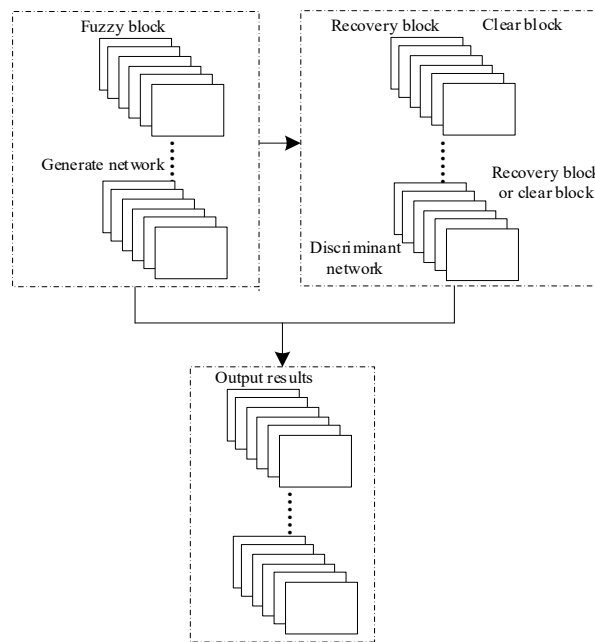 Fuzzy block
Generate network
Recovery block
Clear block
Recovery block
or clear block
Discriminant
network
Output results